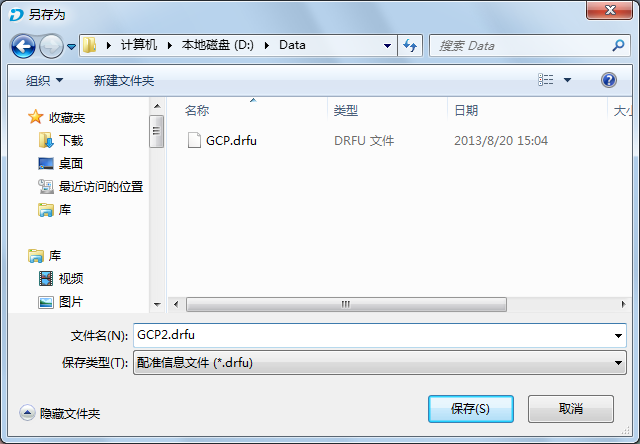 另存为
计算机 本地磁盘 (D:) Data
搜索 Data
组织 新建文件夹
名称 类型 日期 大小
收藏夹
下载
桌面
最近访问的位置
库
库
视频
图片
GCP.drfu DRFU 文件 2013/8/20 15:04
文件名(N): GCP2.drfu
保存类型(T): 配准信息文件 (*.drfu)
隐藏文件夹
保存(S) 取消